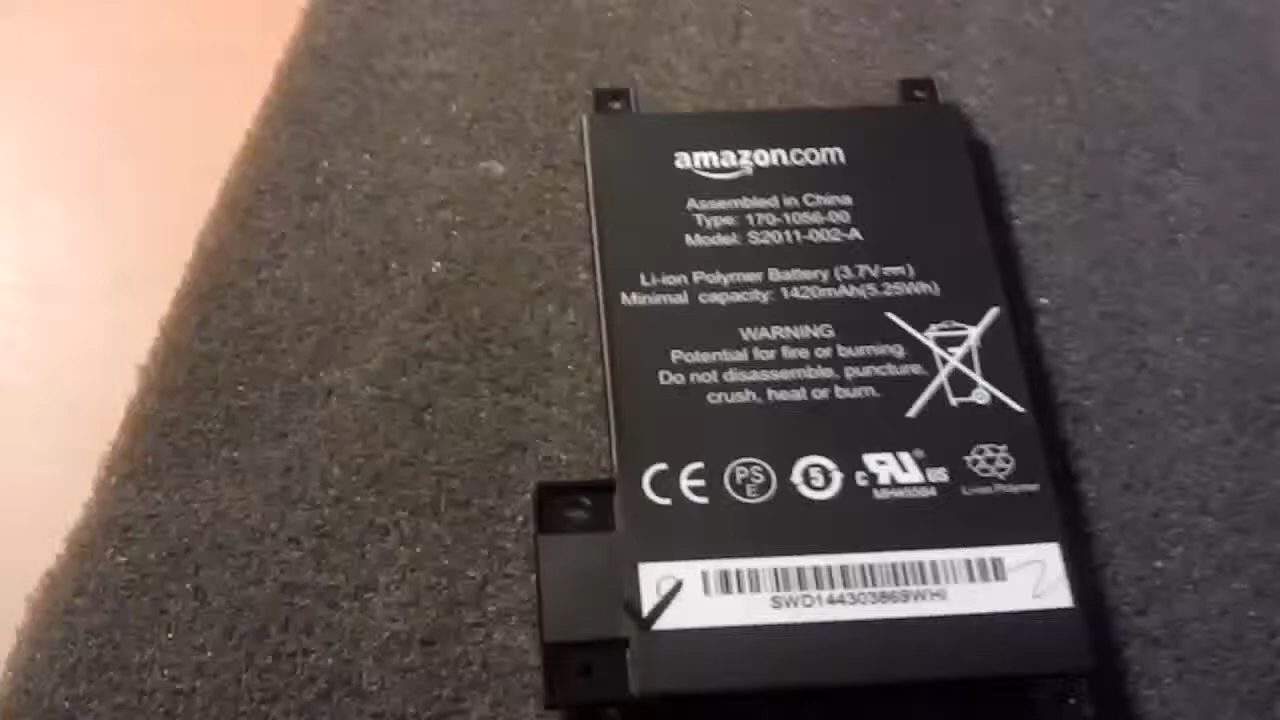 amazon.com
Assembled in China
Type: 170-1056-00
Model: S2011-002-A
Li-ion Polymer Battery (3.7V⎓)
Minimal capacity: 1420mAh(5.25Wh)
WARNING
Potential for fire or burning.
Do not disassemble, puncture,
crush, heat or burn.
CE PSE 5 c RU us
Li-ion Polymer
SWD144303869WHI
2